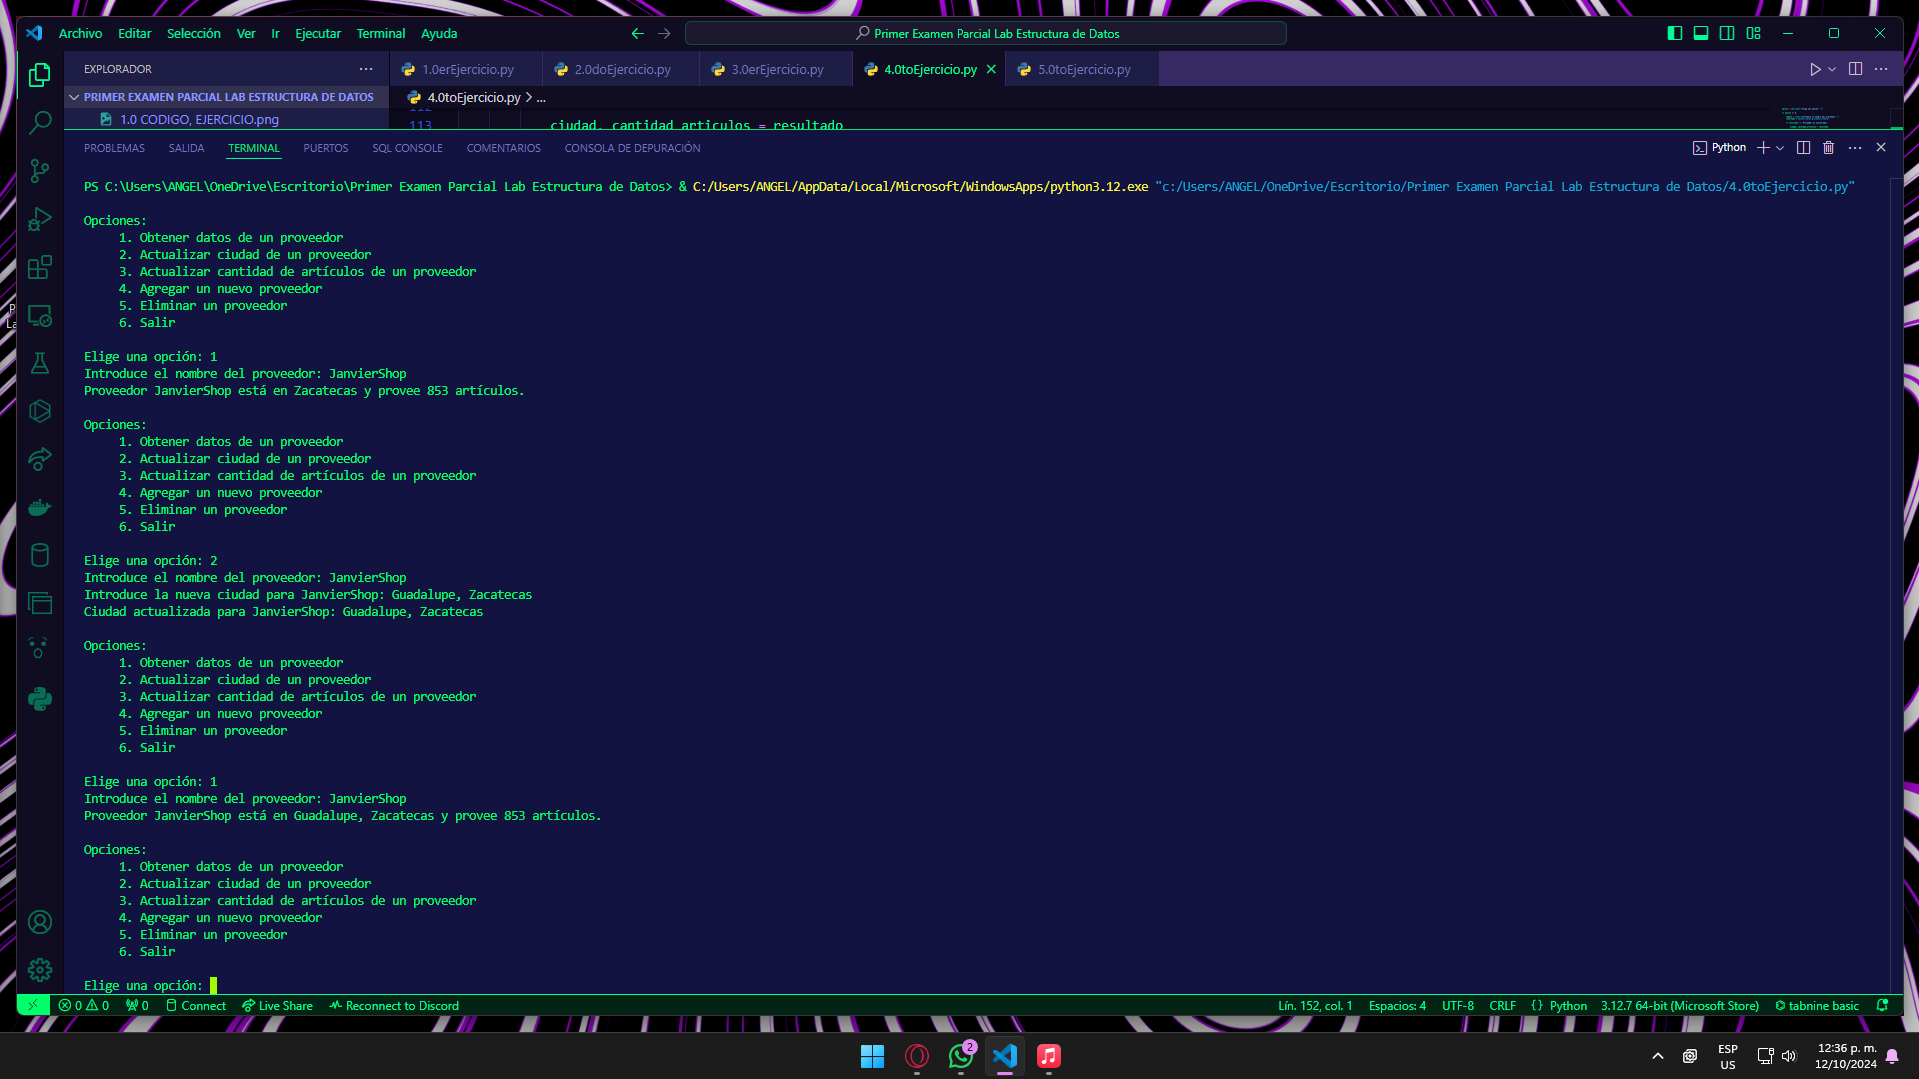 Archivo Editar Selección Ver Ir Ejecutar Terminal Ayuda
Primer Examen Parcial Lab Estructura de Datos
EXPLORADOR
1.0erEjercicio.py
2.0doEjercicio.py
3.0erEjercicio.py
4.0toEjercicio.py
5.0toEjercicio.py
PRIMER EXAMEN PARCIAL LAB ESTRUCTURA DE DATOS
4.0toEjercicio.py > ...
1.0 CODIGO, EJERCICIO.png
113 ciudad, cantidad_articulos = resultado
PROBLEMAS SALIDA TERMINAL PUERTOS SQL CONSOLE COMENTARIOS CONSOLA DE DEPURACIÓN
Python
PS C:\Users\ANGEL\OneDrive\Escritorio\Primer Examen Parcial Lab Estructura de Datos> & C:/Users/ANGEL/AppData/Local/Microsoft/WindowsApps/python3.12.exe "c:/Users/ANGEL/OneDrive/Escritorio/Primer Examen Parcial Lab Estructura de Datos/4.0toEjercicio.py"
Opciones:
1. Obtener datos de un proveedor
2. Actualizar ciudad de un proveedor
3. Actualizar cantidad de artículos de un proveedor
4. Agregar un nuevo proveedor
5. Eliminar un proveedor
6. Salir
Elige una opción: 1
Introduce el nombre del proveedor: JanvierShop
Proveedor JanvierShop está en Zacatecas y provee 853 artículos.
Opciones:
1. Obtener datos de un proveedor
2. Actualizar ciudad de un proveedor
3. Actualizar cantidad de artículos de un proveedor
4. Agregar un nuevo proveedor
5. Eliminar un proveedor
6. Salir
Elige una opción: 2
Introduce el nombre del proveedor: JanvierShop
Introduce la nueva ciudad para JanvierShop: Guadalupe, Zacatecas
Ciudad actualizada para JanvierShop: Guadalupe, Zacatecas
Opciones:
1. Obtener datos de un proveedor
2. Actualizar ciudad de un proveedor
3. Actualizar cantidad de artículos de un proveedor
4. Agregar un nuevo proveedor
5. Eliminar un proveedor
6. Salir
Elige una opción: 1
Introduce el nombre del proveedor: JanvierShop
Proveedor JanvierShop está en Guadalupe, Zacatecas y provee 853 artículos.
Opciones:
1. Obtener datos de un proveedor
2. Actualizar ciudad de un proveedor
3. Actualizar cantidad de artículos de un proveedor
4. Agregar un nuevo proveedor
5. Eliminar un proveedor
6. Salir
Elige una opción:
0 0 0 Connect Live Share Reconnect to Discord
Lín. 152, col. 1 Espacios: 4 UTF-8 CRLF Python 3.12.7 64-bit (Microsoft Store) tabnine basic
2
ESP
US
12:36 p. m.
12/10/2024